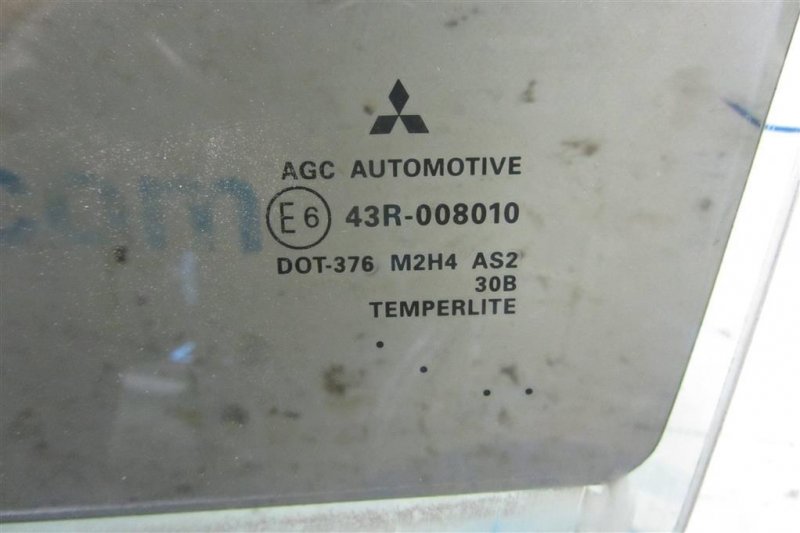 AGC AUTOMOTIVE
E6 43R-008010
DOT-376 M2H4 AS2
30B
TEMPERLITE